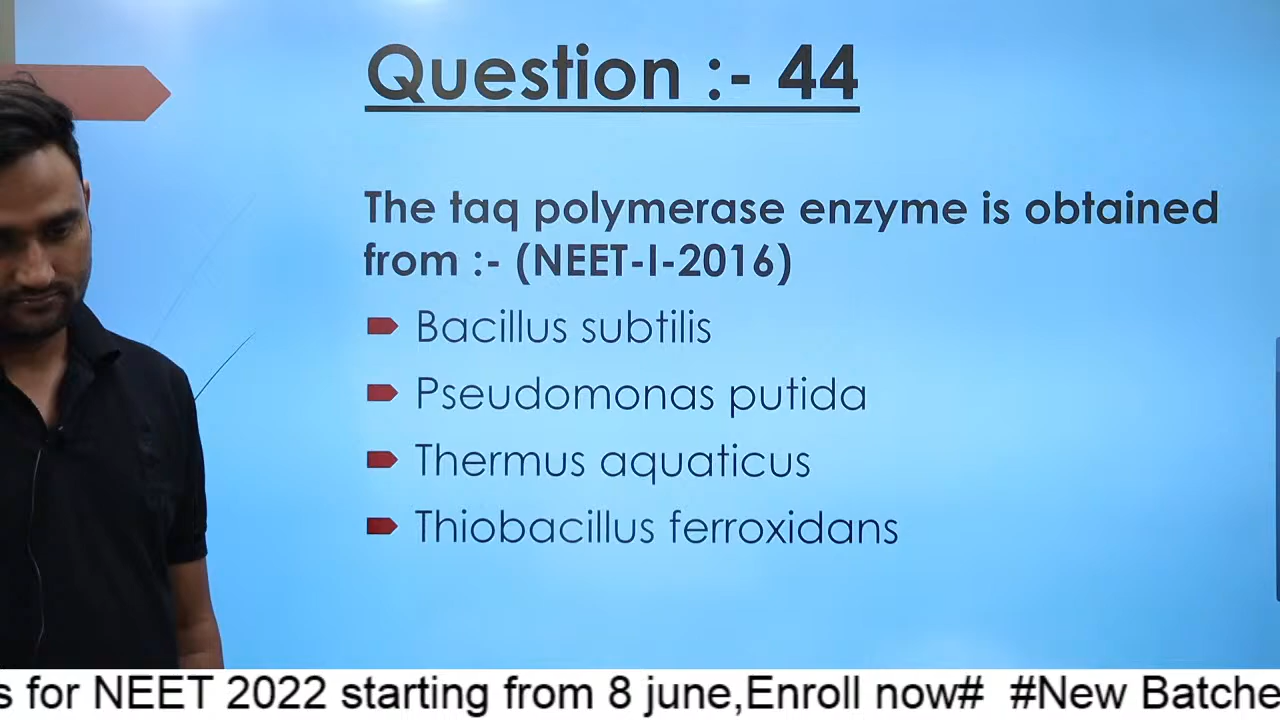 Question :- 44
The taq polymerase enzyme is obtained
from :- (NEET-I-2016)
Bacillus subtilis
Pseudomonas putida
Thermus aquaticus
Thiobacillus ferroxidans
s for NEET 2022 starting from 8 june,Enroll now# #New Batche